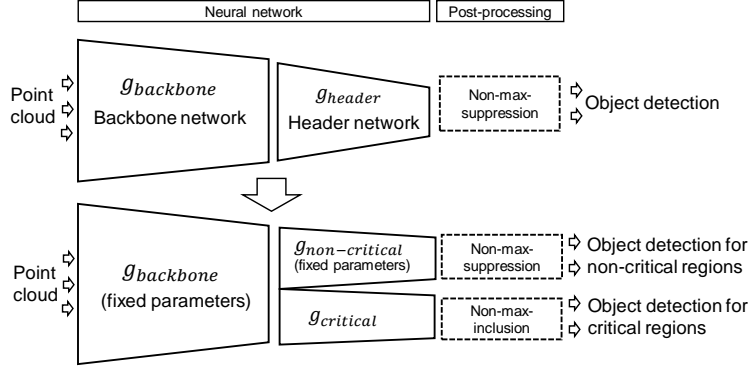 Neural network
Post-processing
Point
cloud
g_backbone
Backbone network
g_header
Header network
Non-max-
suppression
Object detection
Point
cloud
g_backbone
(fixed parameters)
g_non−critical
(fixed parameters)
Non-max-
suppression
Object detection for
non-critical regions
g_critical
Non-max-
inclusion
Object detection for
critical regions